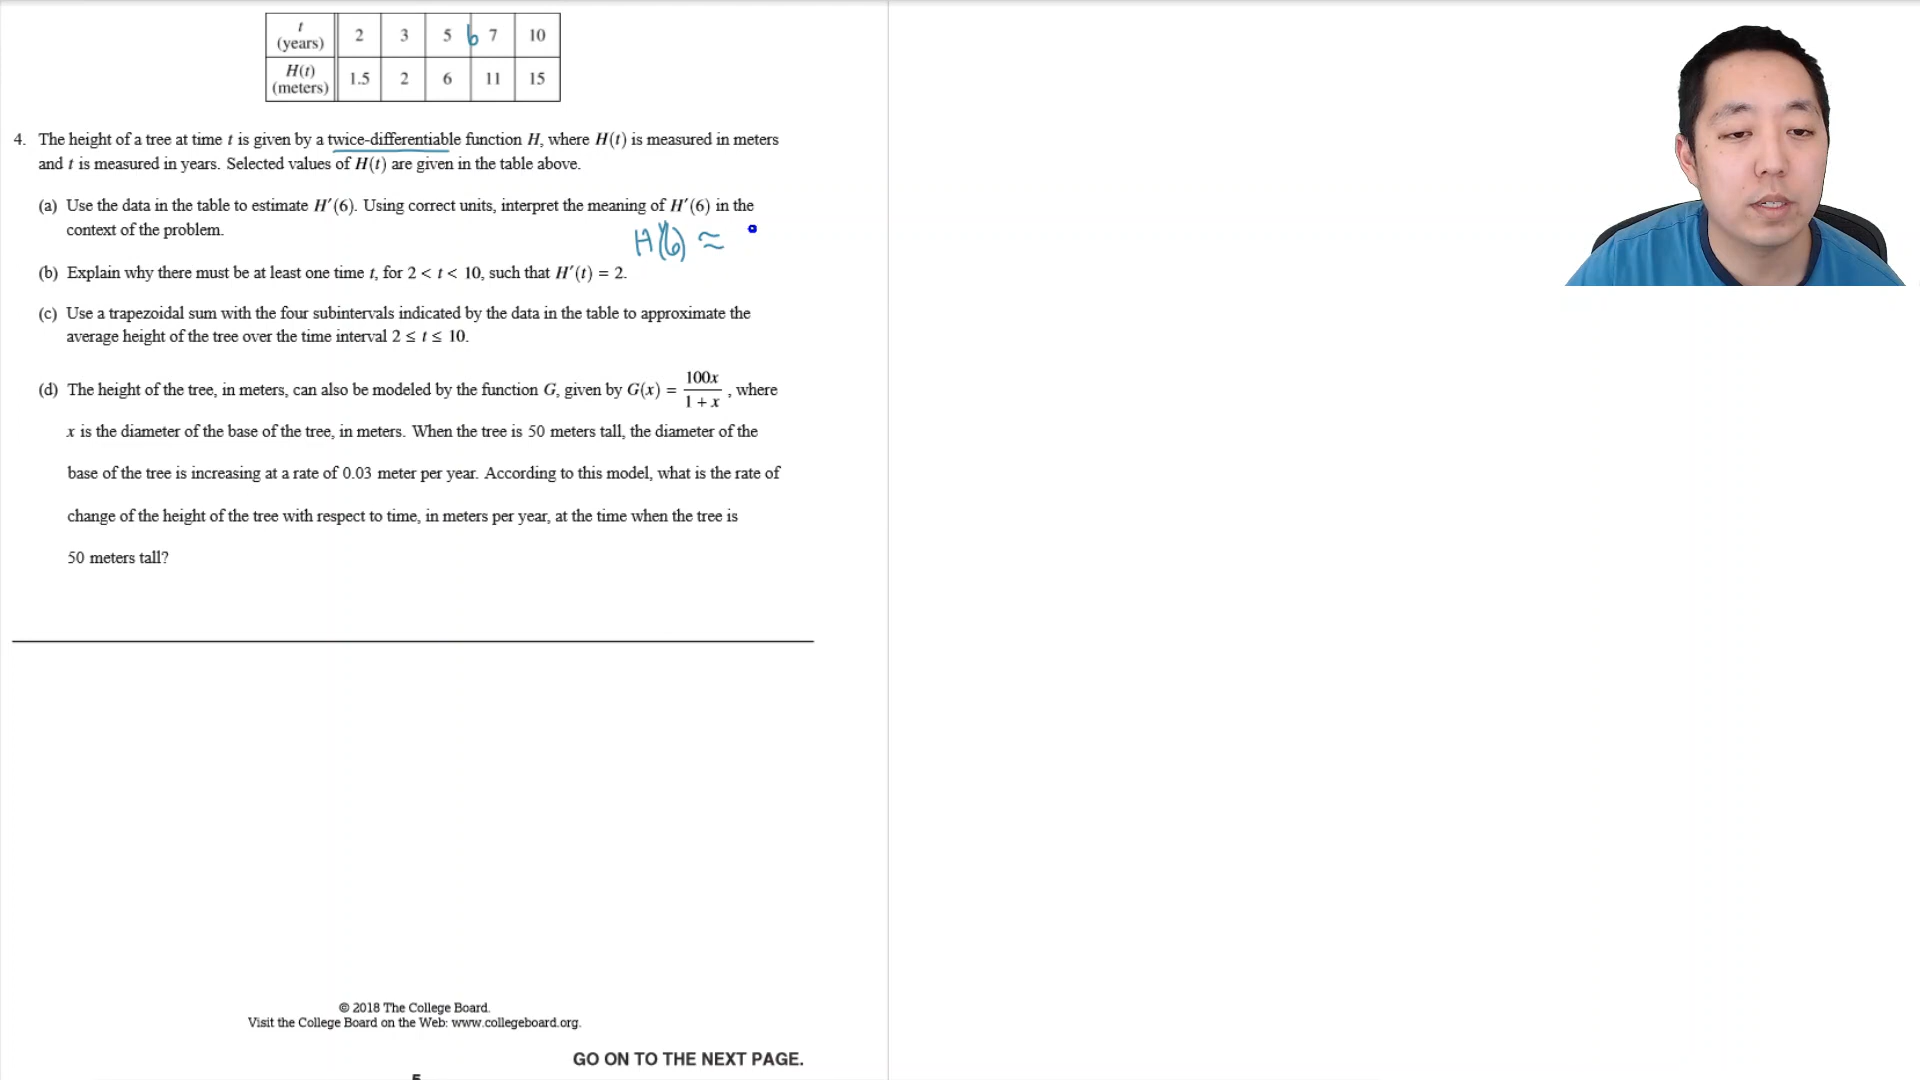 t
(years) 2 3 5 6 7 10
H(t)
(meters) 1.5 2 6 11 15
4. The height of a tree at time t is given by a twice-differentiable function H, where H(t) is measured in meters
and t is measured in years. Selected values of H(t) are given in the table above.
(a) Use the data in the table to estimate H′(6). Using correct units, interpret the meaning of H′(6) in the
context of the problem.
H'(6) ≈
(b) Explain why there must be at least one time t, for 2 < t < 10, such that H′(t) = 2.
(c) Use a trapezoidal sum with the four subintervals indicated by the data in the table to approximate the
average height of the tree over the time interval 2 ≤ t ≤ 10.
(d) The height of the tree, in meters, can also be modeled by the function G, given by G(x) = 100x / 1 + x , where
x is the diameter of the base of the tree, in meters. When the tree is 50 meters tall, the diameter of the
base of the tree is increasing at a rate of 0.03 meter per year. According to this model, what is the rate of
change of the height of the tree with respect to time, in meters per year, at the time when the tree is
50 meters tall?
© 2018 The College Board.
Visit the College Board on the Web: www.collegeboard.org.
GO ON TO THE NEXT PAGE.